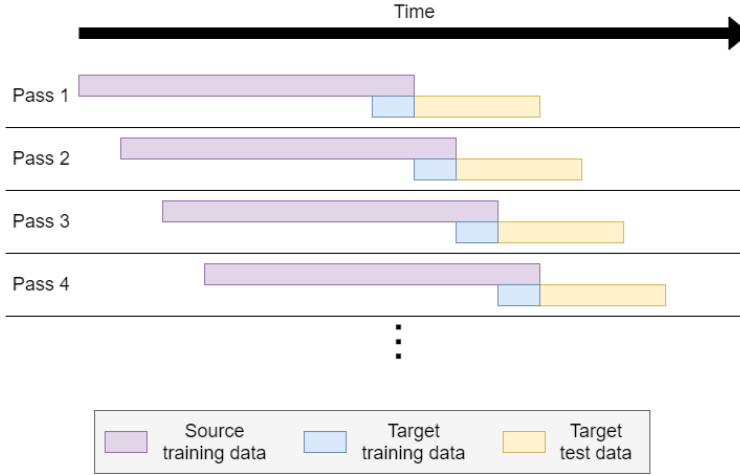 Time
Pass 1
Pass 2
Pass 3
Pass 4
Source training data
Target training data
Target test data